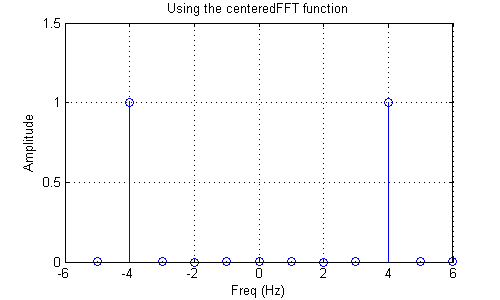 Using the centeredFFT function
1.5
1
0.5
0
Amplitude
-6 -4 -2 0 2 4 6
Freq (Hz)